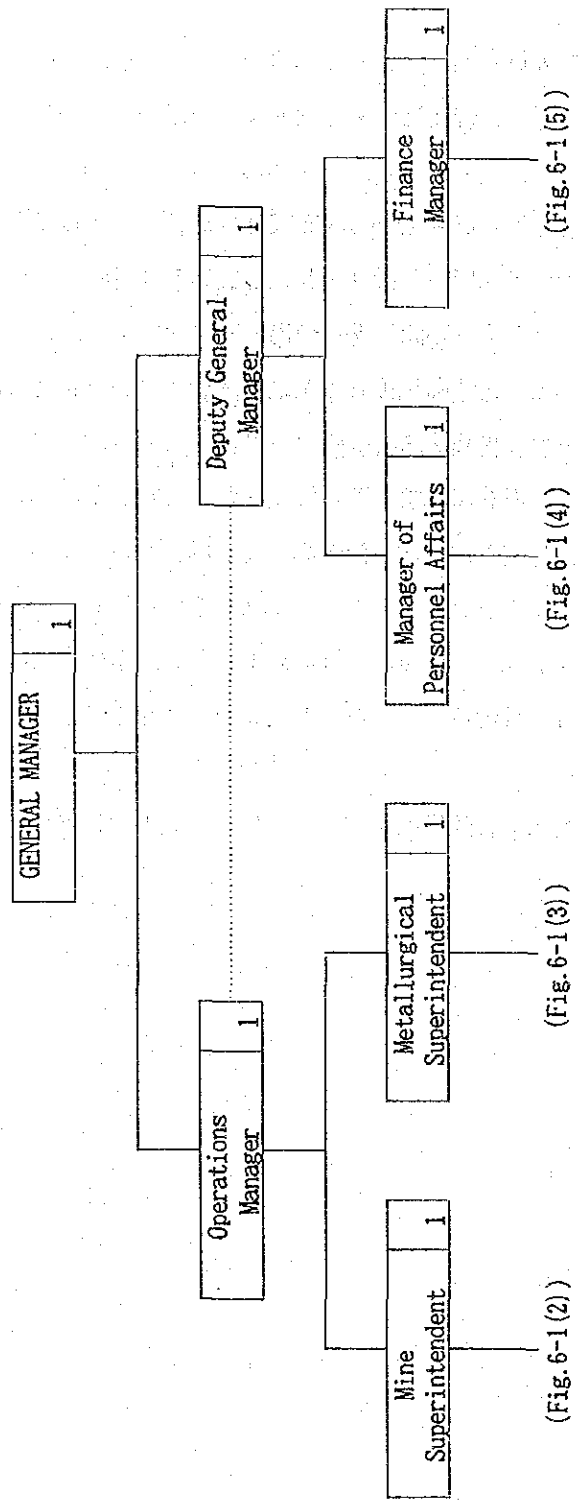 GENERAL MANAGER 1
Operations
Manager
1
Deputy General
Manager
1
Mine
Superintendent
1
Metallurgical
Superintendent
1
Manager of
Personnel Affairs
1
Finance
Manager
1
(Fig.6-1(2))
(Fig.6-1(3))
(Fig.6-1(4))
(Fig.6-1(5))